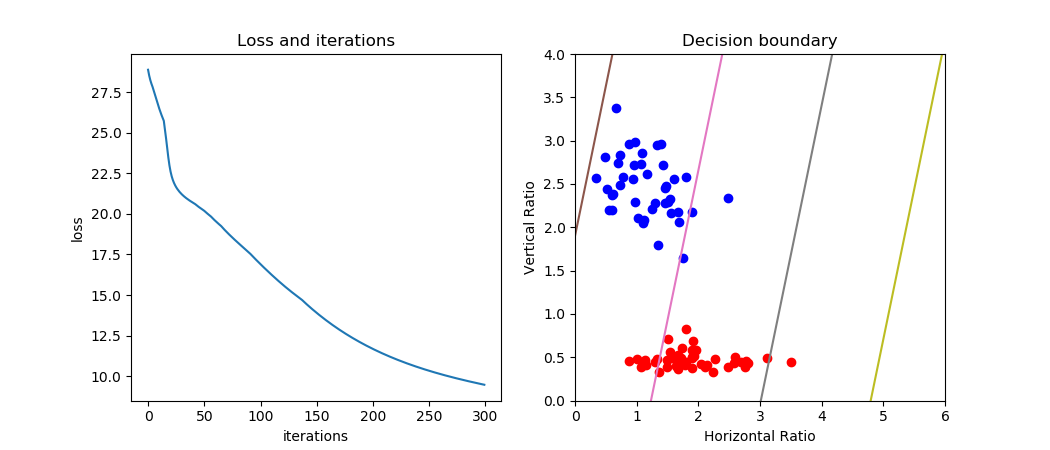 Loss and iterations
27.5
25.0
22.5
20.0
17.5
15.0
12.5
10.0
loss
0 50 100 150 200 250 300
iterations
Decision boundary
4.0
3.5
3.0
2.5
2.0
1.5
1.0
0.5
0.0
Vertical Ratio
0 1 2 3 4 5 6
Horizontal Ratio